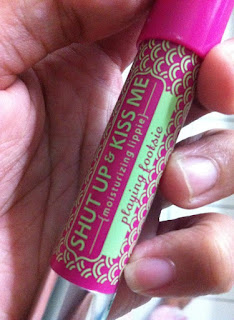 SHUT UP & KISS ME
{moisturizing lippie}
playing footsie